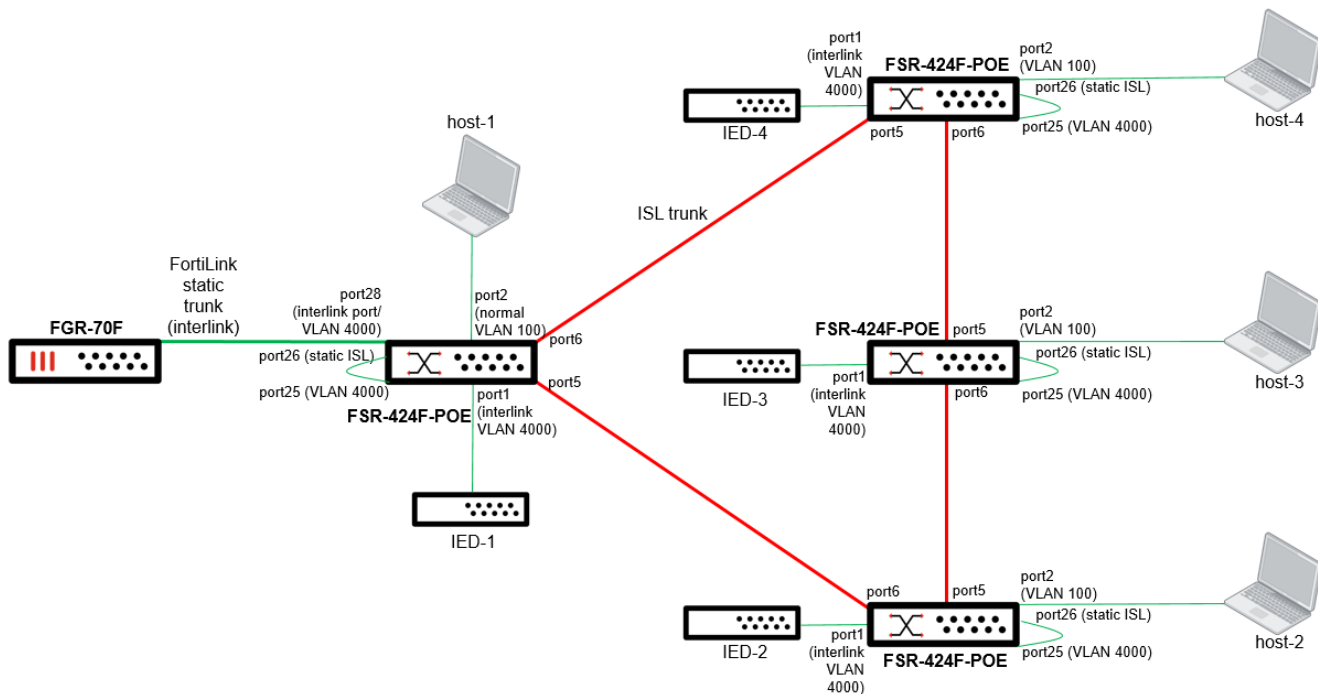 host-1
FortiLink
static
trunk
(interlink)
FGR-70F
port28
(interlink port/
VLAN 4000)
port26 (static ISL)
port25 (VLAN 4000)
FSR-424F-POE
port2
(normal
VLAN 100)
port6
port5
port1
(interlink
VLAN 4000)
IED-1
ISL trunk
port1
(interlink
VLAN
4000)
FSR-424F-POE
port2
(VLAN 100)
port26 (static ISL)
port25 (VLAN 4000)
IED-4
port5
port6
host-4
FSR-424F-POE
port5
port2
(VLAN 100)
port26 (static ISL)
port25 (VLAN 4000)
IED-3
port1
(interlink
VLAN
4000)
port6
host-3
port6
port5
port2
(VLAN 100)
port26 (static ISL)
port25 (VLAN 4000)
IED-2
port1
(interlink
VLAN
4000)
FSR-424F-POE
host-2